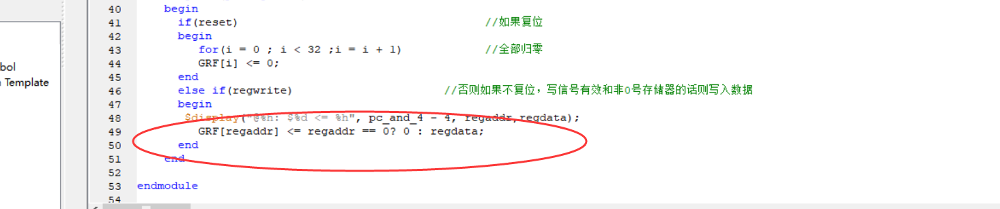 40 begin
41 if(reset) //如果复位
42 begin
43 for(i = 0 ; i < 32 ;i = i + 1) //全部归零
bol
44 GRF[i] <= 0;
Template
45 end
46 else if(regwrite) //否则如果不复位，写信号有效和非0号存储器的话则写入数据
47 begin
48 $display("@%h: $%d <= %h", pc_and_4 - 4, regaddr,regdata);
49 GRF[regaddr] <= regaddr == 0? 0 : regdata;
50 end
51 end
52
53 endmodule
54